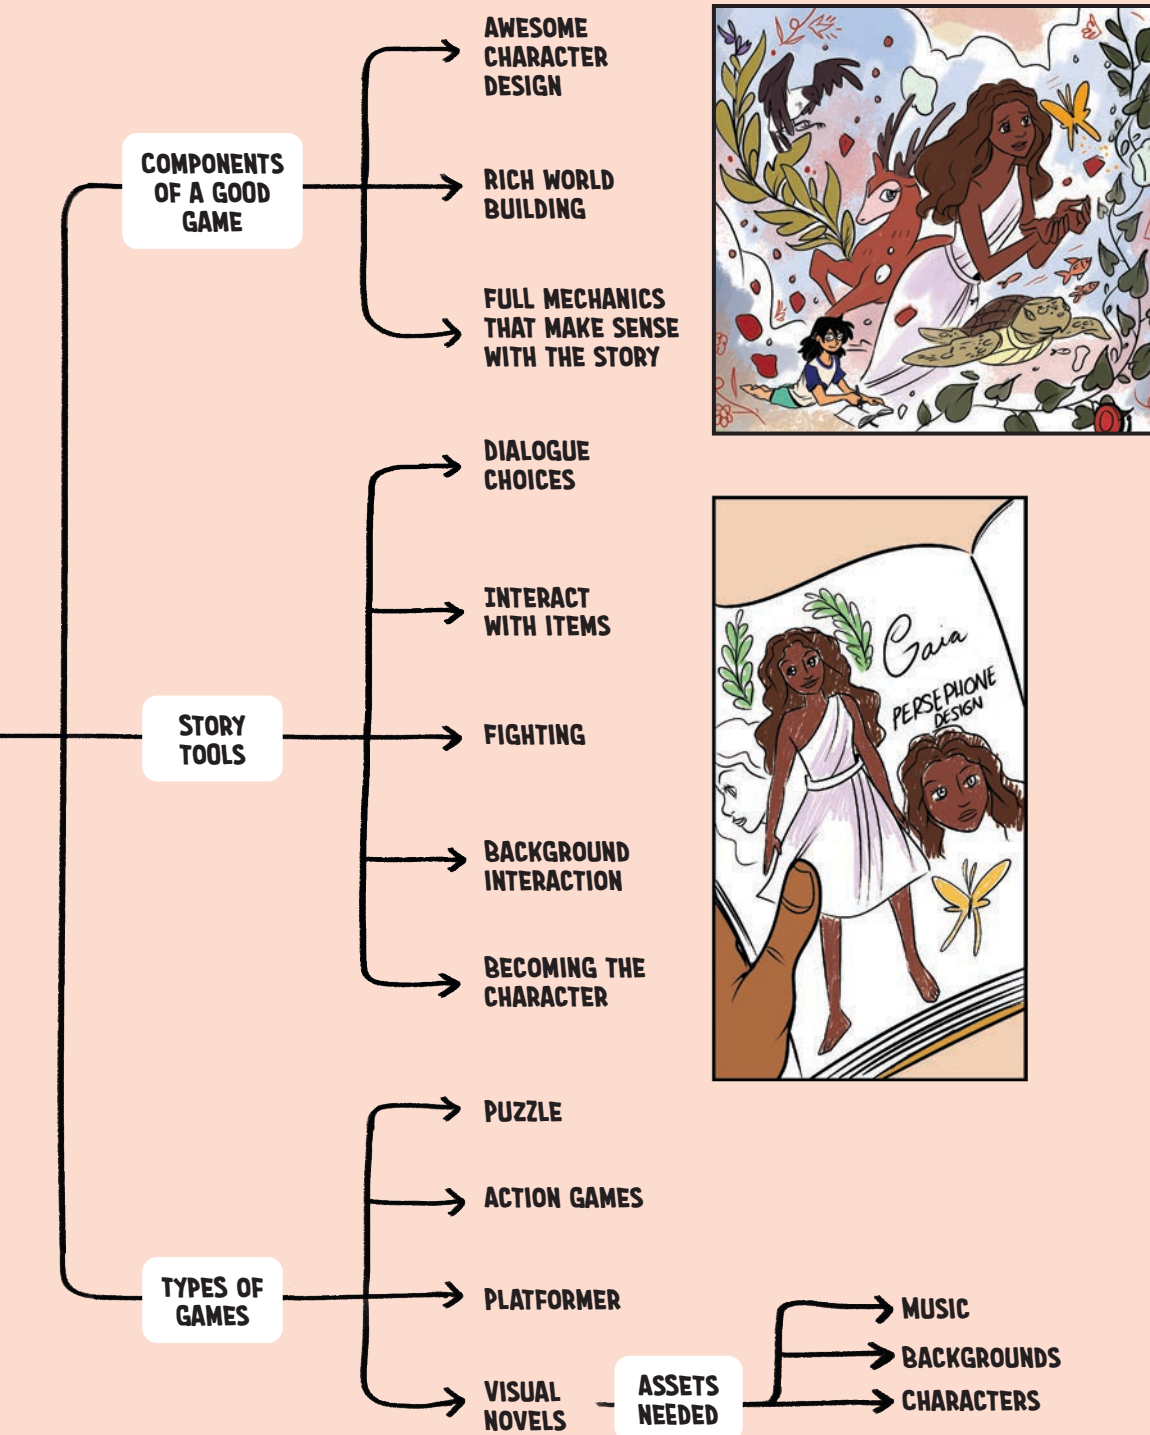 COMPONENTS
OF A GOOD
GAME
AWESOME
CHARACTER
DESIGN
RICH WORLD
BUILDING
FULL MECHANICS
THAT MAKE SENSE
WITH THE STORY
STORY
TOOLS
DIALOGUE
CHOICES
INTERACT
WITH ITEMS
FIGHTING
BACKGROUND
INTERACTION
BECOMING THE
CHARACTER
Gaia
PERSEPHONE
DESIGN
TYPES OF
GAMES
PUZZLE
ACTION GAMES
PLATFORMER
VISUAL
NOVELS
ASSETS
NEEDED
MUSIC
BACKGROUNDS
CHARACTERS